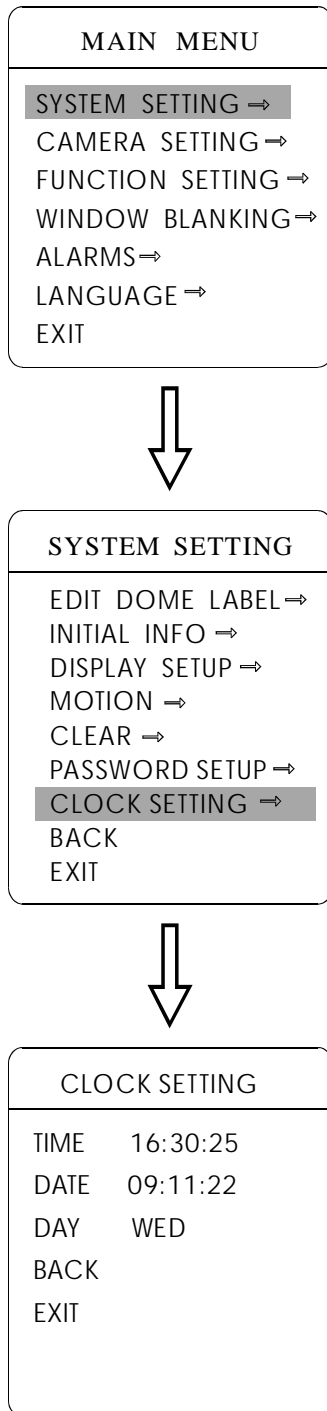 MAIN MENU
SYSTEM SETTING ⇒
CAMERA SETTING ⇒
FUNCTION SETTING ⇒
WINDOW BLANKING ⇒
ALARMS ⇒
LANGUAGE ⇒
EXIT
SYSTEM SETTING
EDIT DOME LABEL ⇒
INITIAL INFO ⇒
DISPLAY SETUP ⇒
MOTION ⇒
CLEAR ⇒
PASSWORD SETUP ⇒
CLOCK SETTING ⇒
BACK
EXIT
CLOCK SETTING
TIME 16:30:25
DATE 09:11:22
DAY WED
BACK
EXIT